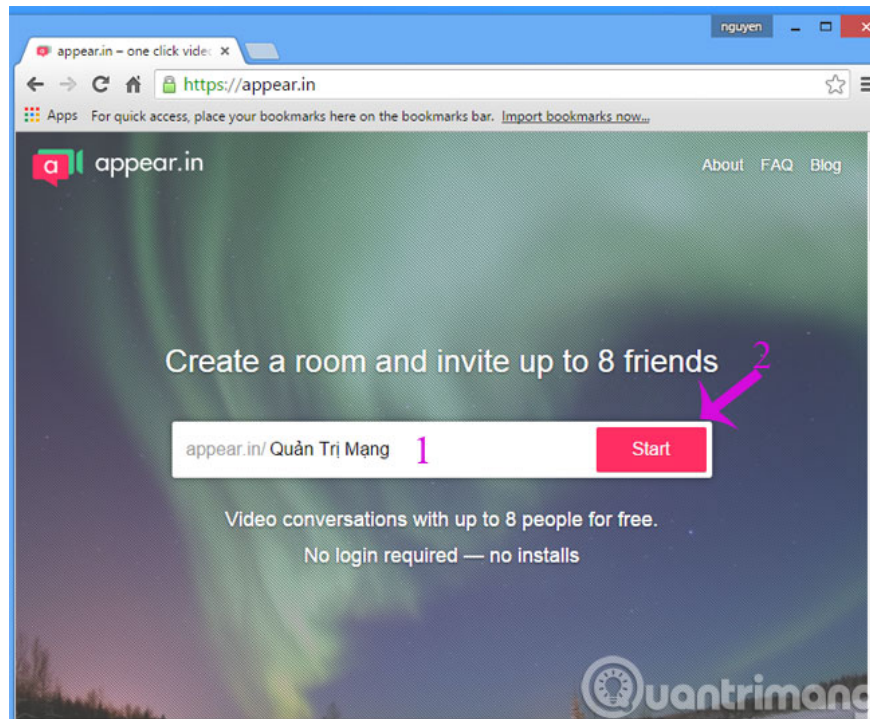 nguyen
appear.in – one click vide
https://appear.in
Apps For quick access, place your bookmarks here on the bookmarks bar. Import bookmarks now...
a appear.in
About FAQ Blog
Create a room and invite up to 8 friends
2
appear.in/ Quản Trị Mạng 1 Start
Video conversations with up to 8 people for free.
No login required — no installs
Quantrimang